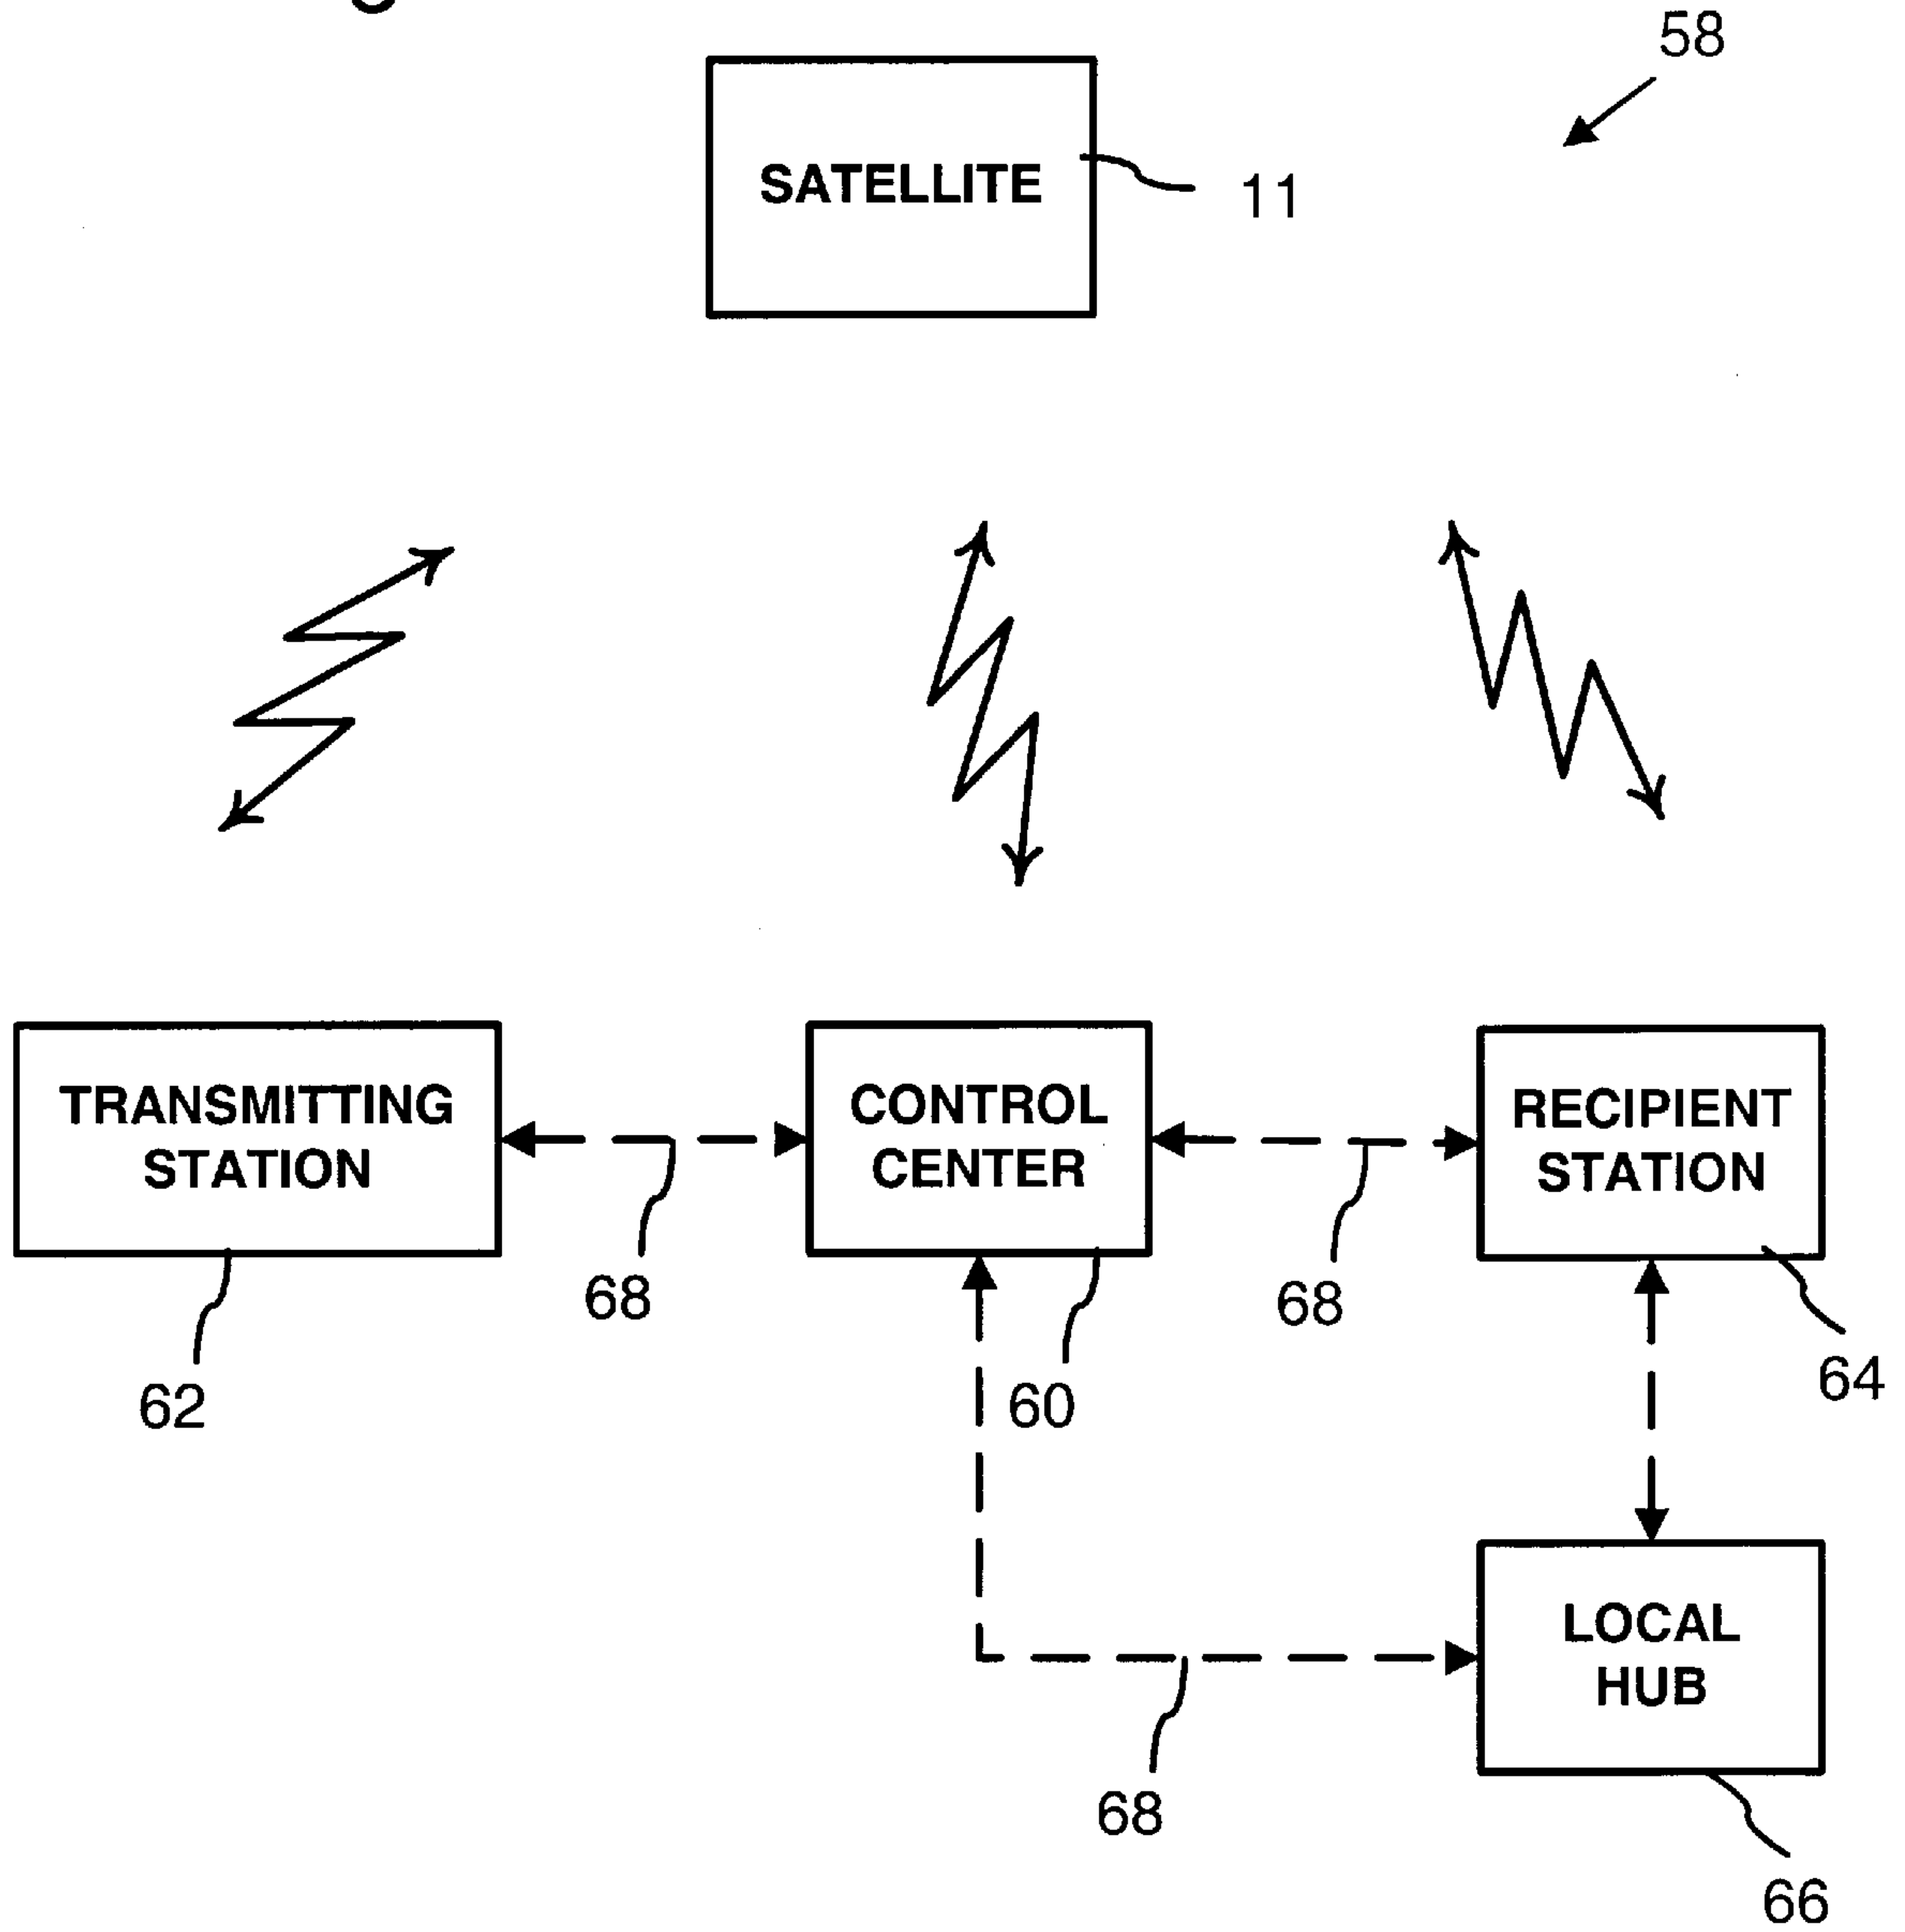 58
SATELLITE
11
TRANSMITTING
STATION
CONTROL
CENTER
RECIPIENT
STATION
68
68
62
60
64
LOCAL
HUB
68
66